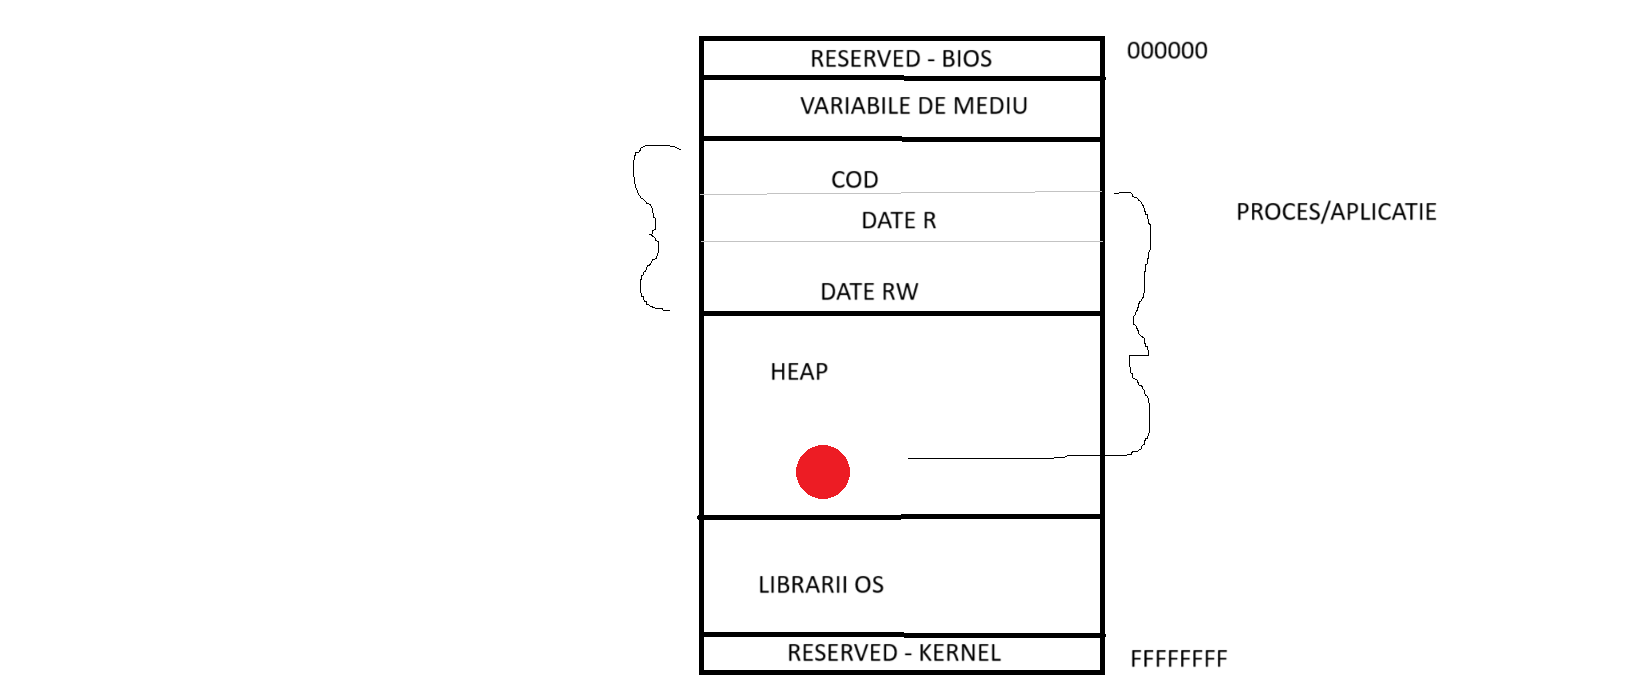 RESERVED - BIOS
000000
VARIABILE DE MEDIU
COD
DATE R
PROCES/APLICATIE
DATE RW
HEAP
LIBRARII OS
RESERVED - KERNEL
FFFFFFFF